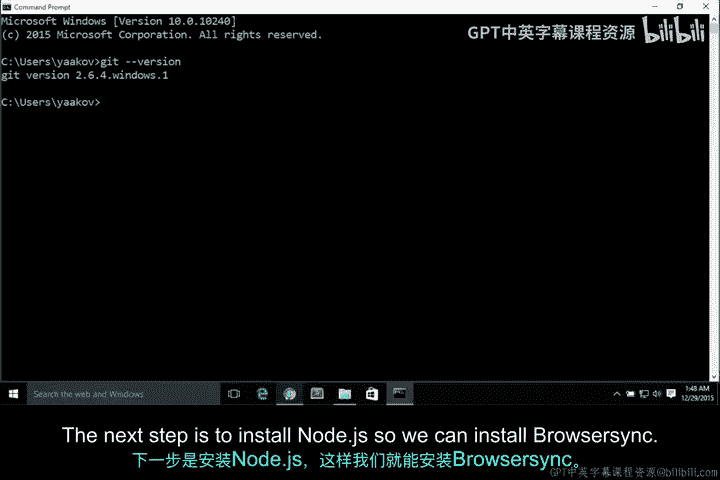 Command Prompt
Microsoft Windows [Version 10.0.10240]
(c) 2015 Microsoft Corporation. All rights reserved.
GPT中英字幕课程资源 bilibili
C:\Users\yaakov>git --version
git version 2.6.4.windows.1
C:\Users\yaakov>
Search the web and Windows
1:48 AM
12/29/2015
The next step is to install Node.js so we can install Browsersync.
下一步是安装Node.js，这样我们就能安装Browsersync。
GPT中英字幕课程资源@bilibili.com